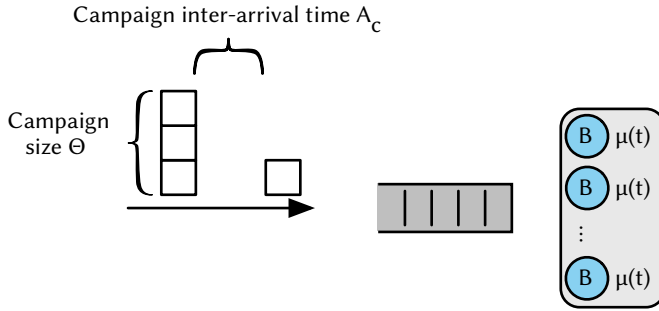 Campaign inter-arrival time A_c
Campaign
size Θ
B μ(t)
B μ(t)
...
B μ(t)